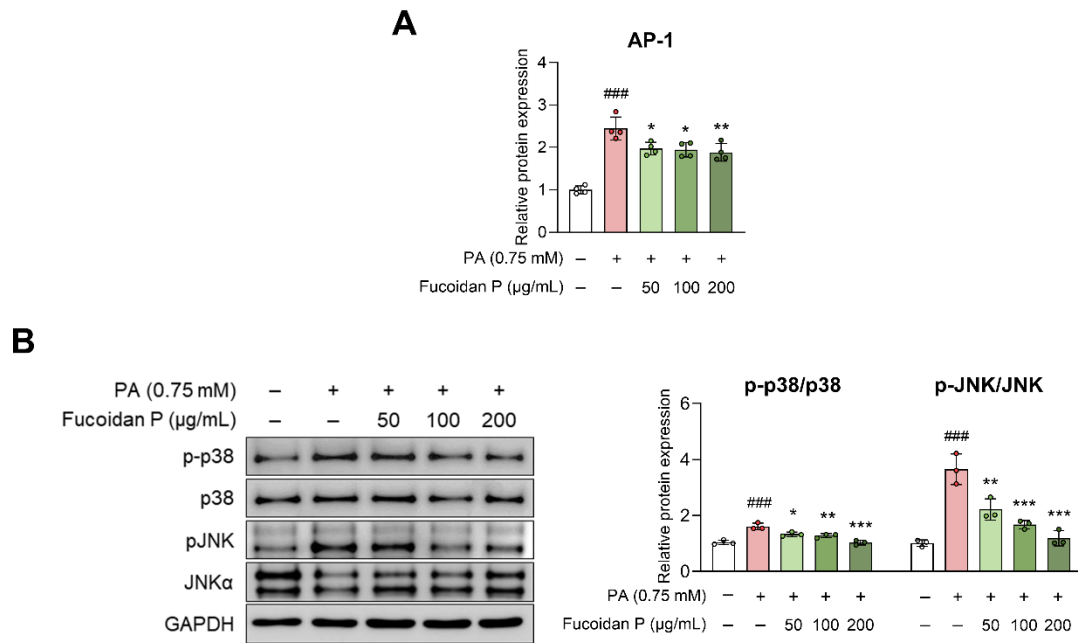 A
AP-1
Relative protein expression
4
3
2
1
0
###
*
*
**
PA (0.75 mM) – + + + +
Fucoidan P (µg/mL) – – 50 100 200
B
PA (0.75 mM) – + + + +
Fucoidan P (µg/mL) – – 50 100 200
p-p38
p38
pJNK
JNKα
GAPDH
p-p38/p38 p-JNK/JNK
Relative protein expression
6
4
2
0
###
*
**
***
###
**
***
***
PA (0.75 mM) – + + + + – + + + +
Fucoidan P (µg/mL) – – 50 100 200 – – 50 100 200